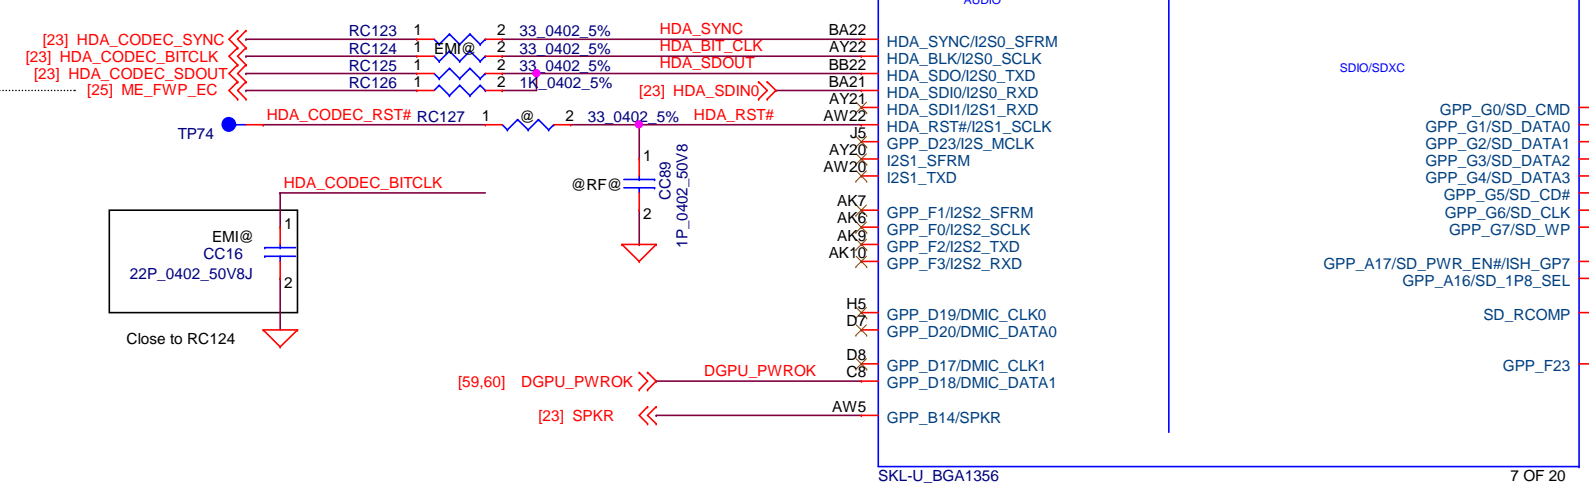 AUDIO
SDIO/SDXC
[23] HDA_CODEC_SYNC RC123 1 2 33_0402_5% HDA_SYNC BA22 HDA_SYNC/I2S0_SFRM
[23] HDA_CODEC_BITCLK RC124 1 EMI@ 2 33_0402_5% HDA_BIT_CLK AY22 HDA_BLK/I2S0_SCLK
[23] HDA_CODEC_SDOUT RC125 1 2 33_0402_5% HDA_SDOUT BB22 HDA_SDO/I2S0_TXD
[25] ME_FWP_EC RC126 1 2 1K_0402_5% [23] HDA_SDIN0 BA21 HDA_SDI0/I2S0_RXD
AY21 HDA_SDI1/I2S1_RXD
TP74 HDA_CODEC_RST# RC127 1 @ 2 33_0402_5% HDA_RST# AW22 HDA_RST#/I2S1_SCLK
J5 GPP_D23/I2S_MCLK
AY20 I2S1_SFRM
AW20 I2S1_TXD
1
@RF@ CC89
1P_0402_50V8
2
HDA_CODEC_BITCLK
1
EMI@
CC16
22P_0402_50V8J
2
Close to RC124
AK7 GPP_F1/I2S2_SFRM
AK6 GPP_F0/I2S2_SCLK
AK9 GPP_F2/I2S2_TXD
AK10 GPP_F3/I2S2_RXD
H5 GPP_D19/DMIC_CLK0
D7 GPP_D20/DMIC_DATA0
D8 GPP_D17/DMIC_CLK1
[59,60] DGPU_PWROK DGPU_PWROK C8 GPP_D18/DMIC_DATA1
[23] SPKR AW5 GPP_B14/SPKR
GPP_G0/SD_CMD
GPP_G1/SD_DATA0
GPP_G2/SD_DATA1
GPP_G3/SD_DATA2
GPP_G4/SD_DATA3
GPP_G5/SD_CD#
GPP_G6/SD_CLK
GPP_G7/SD_WP
GPP_A17/SD_PWR_EN#/ISH_GP7
GPP_A16/SD_1P8_SEL
SD_RCOMP
GPP_F23
SKL-U_BGA1356
7 OF 20